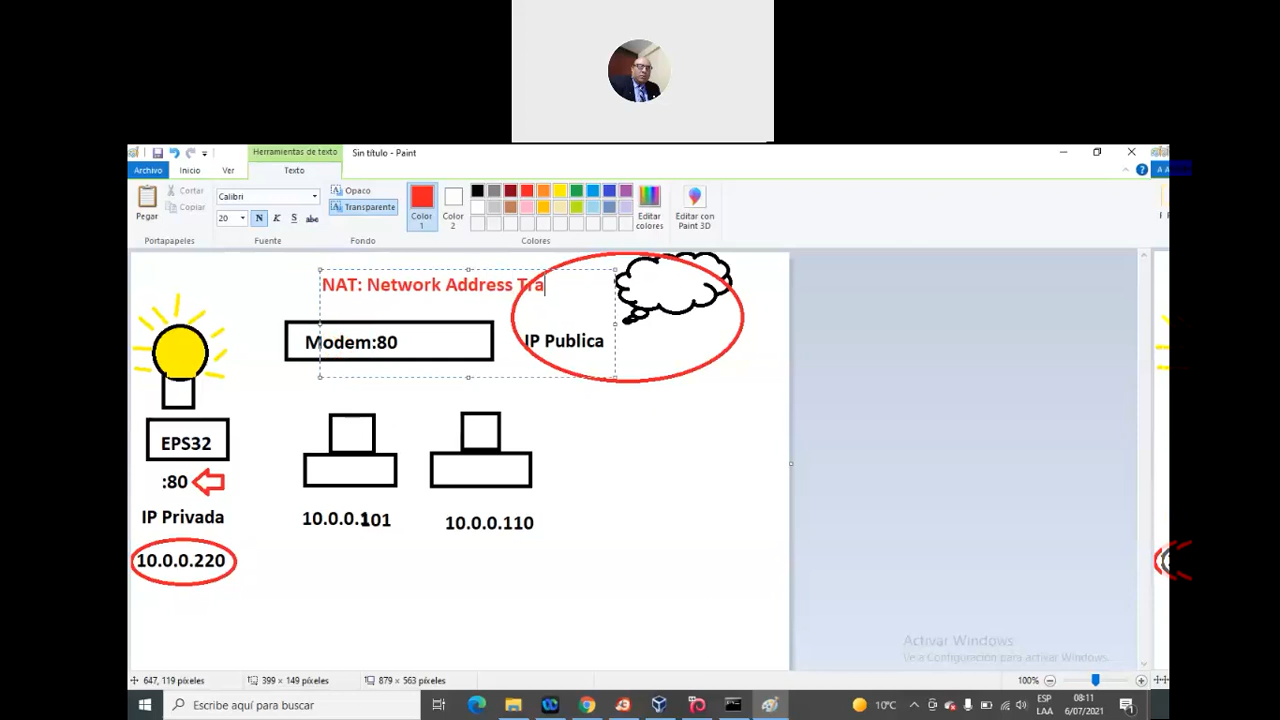 Herramientas de texto
Sin título - Paint
Archivo
Inicio
Ver
Texto
Pegar
Cortar
Copiar
Portapapeles
Calibri
20
N
K
S
abc
Fuente
Opaco
Transparente
Fondo
Color
1
Color
2
Editar
colores
Editar con
Paint 3D
Colores
NAT: Network Address Tra
Modem:80
IP Publica
EPS32
:80
IP Privada
10.0.0.220
10.0.0.101
10.0.0.110
Activar Windows
Ve a Configuración para activar Windows.
647, 119 píxeles
399 × 149 píxeles
879 × 563 píxeles
100%
Escribe aquí para buscar
10°C
ESP
LAA
08:11
6/07/2021